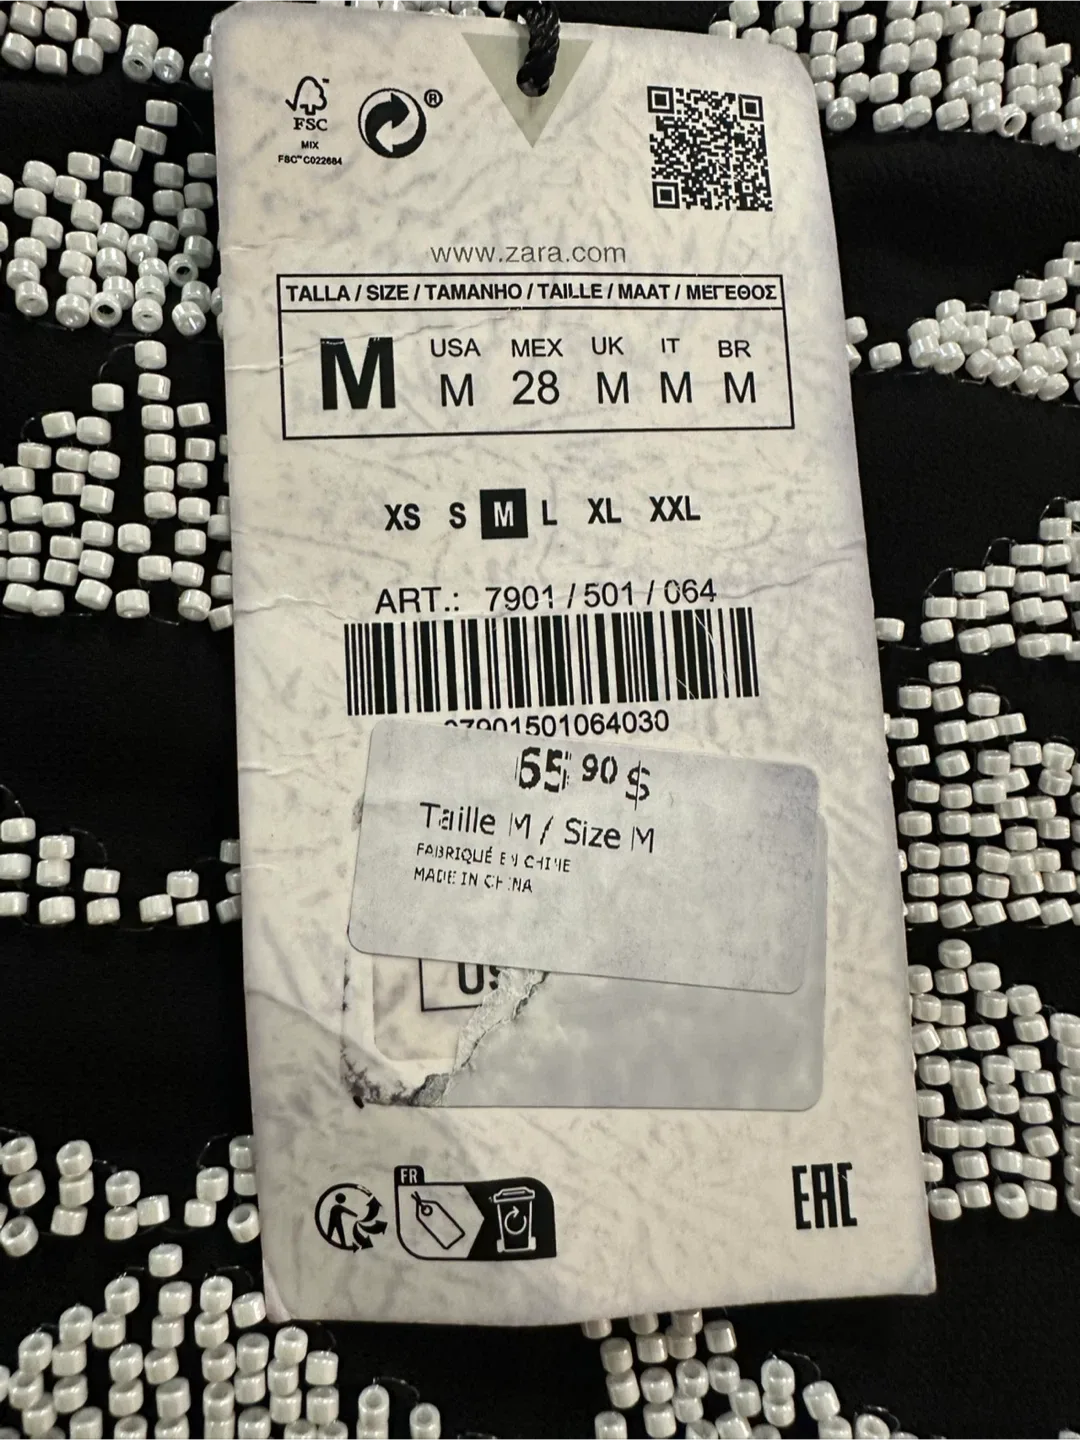 FSC
MIX
FSC™ C022684
®
www.zara.com
TALLA / SIZE / TAMANHO / TAILLE / MAAT / ΜΕΓΕΘΟΣ
M USA MEX UK IT BR
M 28 M M M
XS S M L XL XXL
ART.: 7901 / 501 / 064
07901501064030
65,90 $
Taille M / Size M
FABRIQUÉ EN CHINE
MADE IN CHINA
FR
EAC